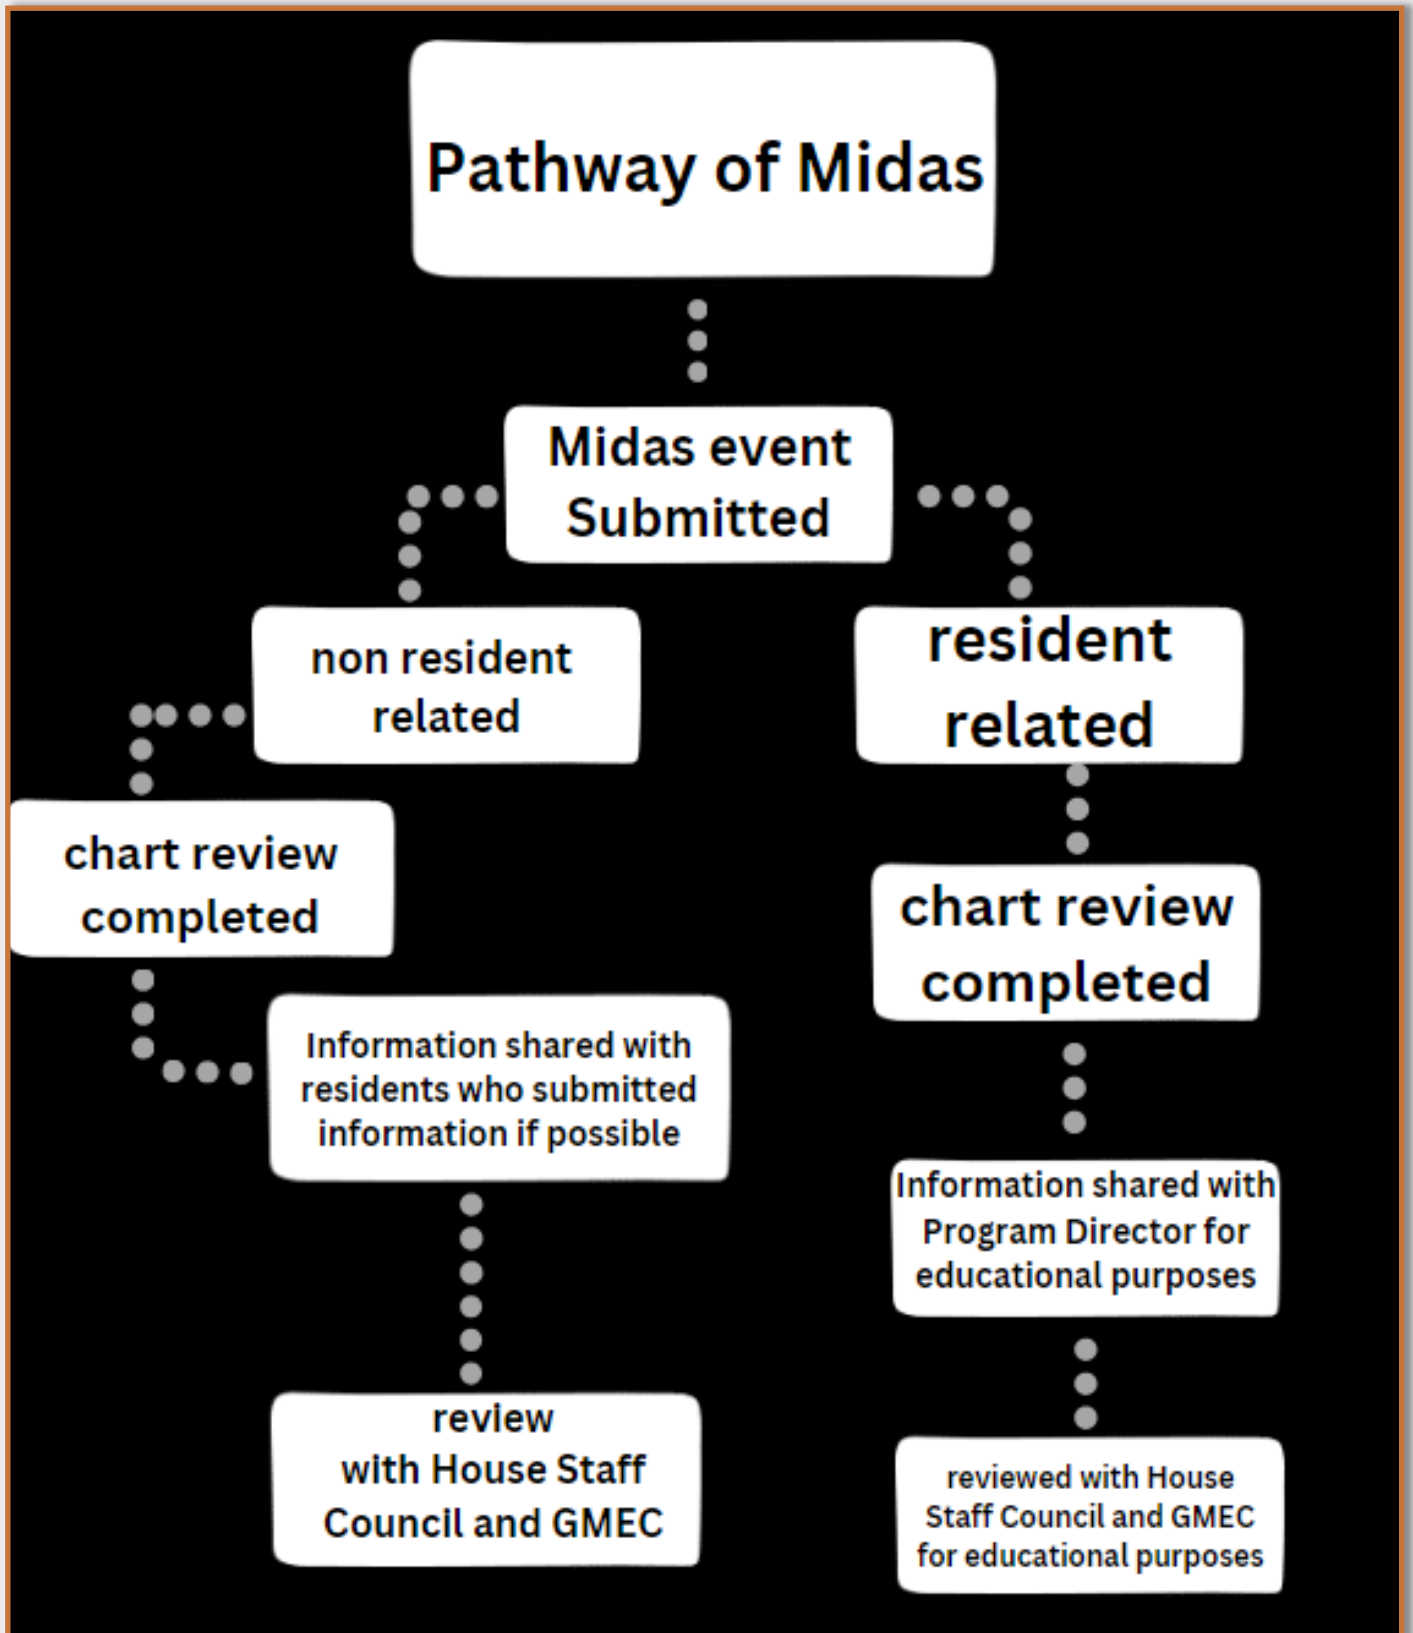 Pathway of Midas
Midas event
Submitted
non resident
related
resident
related
chart review
completed
chart review
completed
Information shared with
residents who submitted
information if possible
Information shared with
Program Director for
educational purposes
review
with House Staff
Council and GMEC
reviewed with House
Staff Council and GMEC
for educational purposes